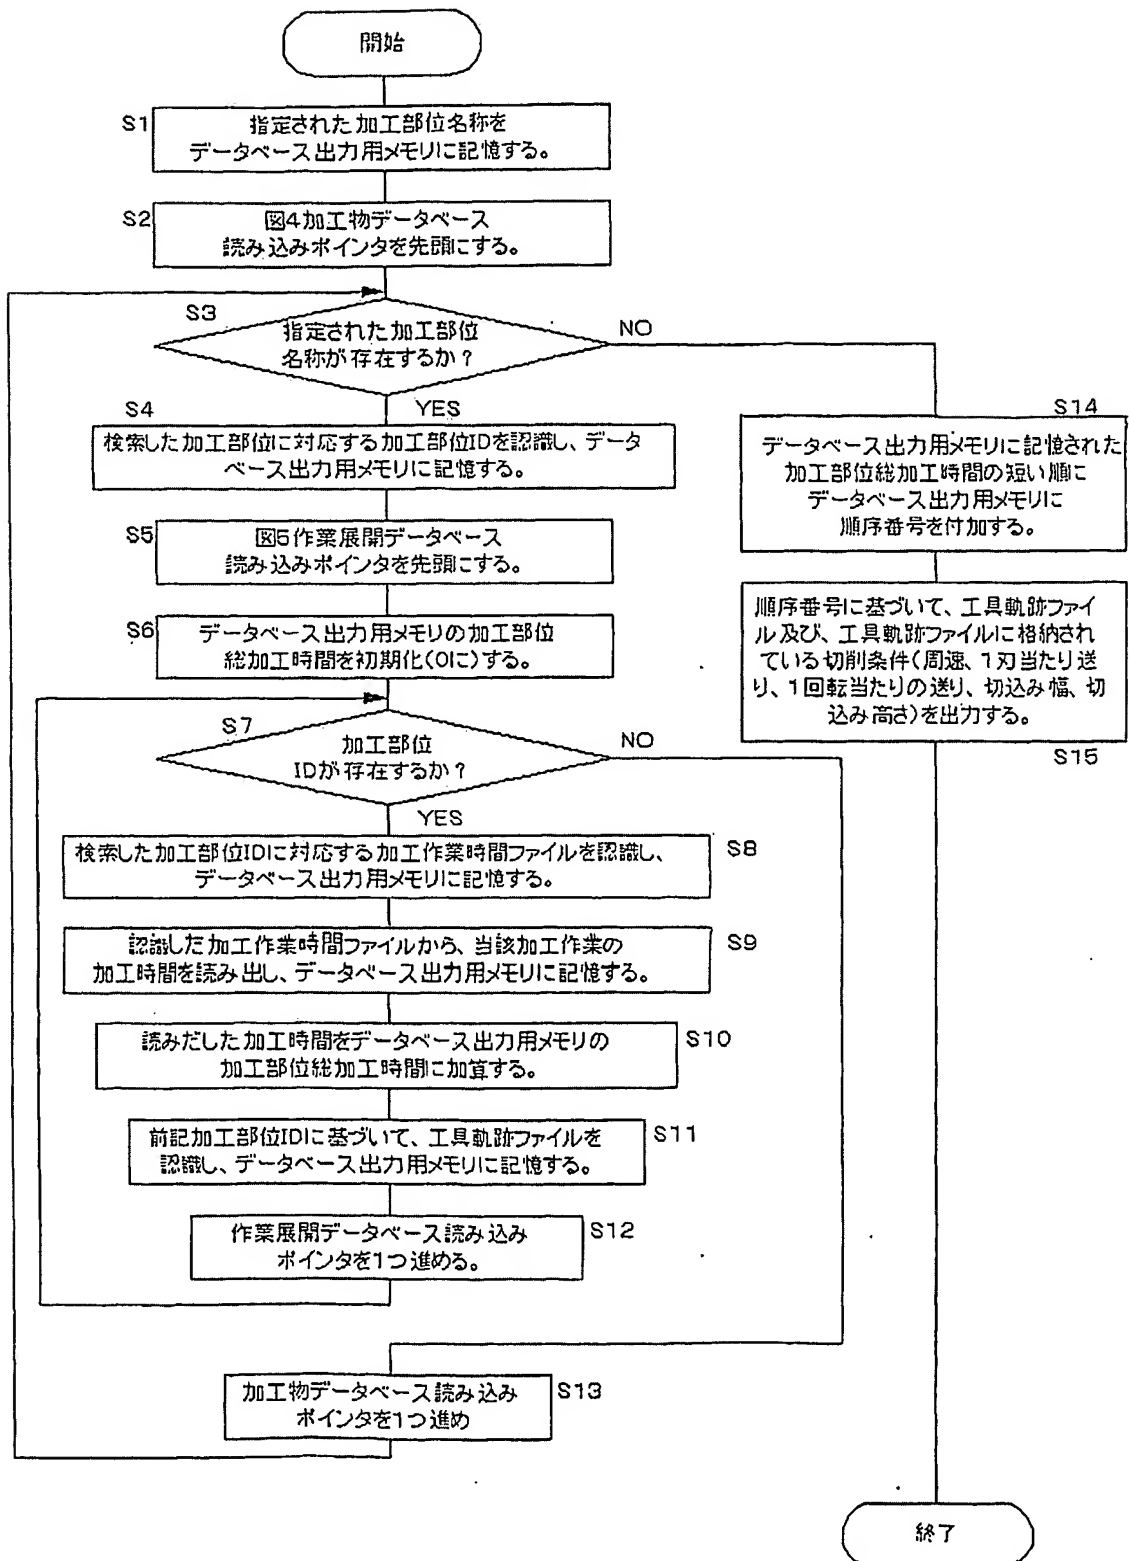 開始
S1
指定された加工部位名称を
データベース出力用メモリに記憶する。
S2
図4加工物データベース
読み込みポインタを先頭にする。
S3
指定された加工部位
名称が存在するか？
NO
YES
S4
検索した加工部位に対応する加工部位IDを認識し、データ
ベース出力用メモリに記憶する。
S5
図5作業展開データベース
読み込みポインタを先頭にする。
S6
データベース出力用メモリの加工部位
総加工時間を初期化(0に)する。
S7
加工部位
IDが存在するか？
NO
YES
検索した加工部位IDに対応する加工作業時間ファイルを認識し、
データベース出力用メモリに記憶する。
S8
認識した加工作業時間ファイルから、当該加工作業の
加工時間を読み出し、データベース出力用メモリに記憶する。
S9
読みだした加工時間をデータベース出力用メモリの
加工部位総加工時間に加算する。
S10
前記加工部位IDに基づいて、工具軌跡ファイルを
認識し、データベース出力用メモリに記憶する。
S11
作業展開データベース読み込み
ポインタを1つ進める。
S12
加工物データベース読み込み
ポインタを1つ進め
S13
S14
データベース出力用メモリに記憶された
加工部位総加工時間の短い順に
データベース出力用メモリに
順序番号を付加する。
順序番号に基づいて、工具軌跡ファイ
ル及び、工具軌跡ファイルに格納され
ている切削条件(周速、1刃当たり送
り、1回転当たりの送り、切込み幅、切
込み高さ)を出力する。
S15
終了